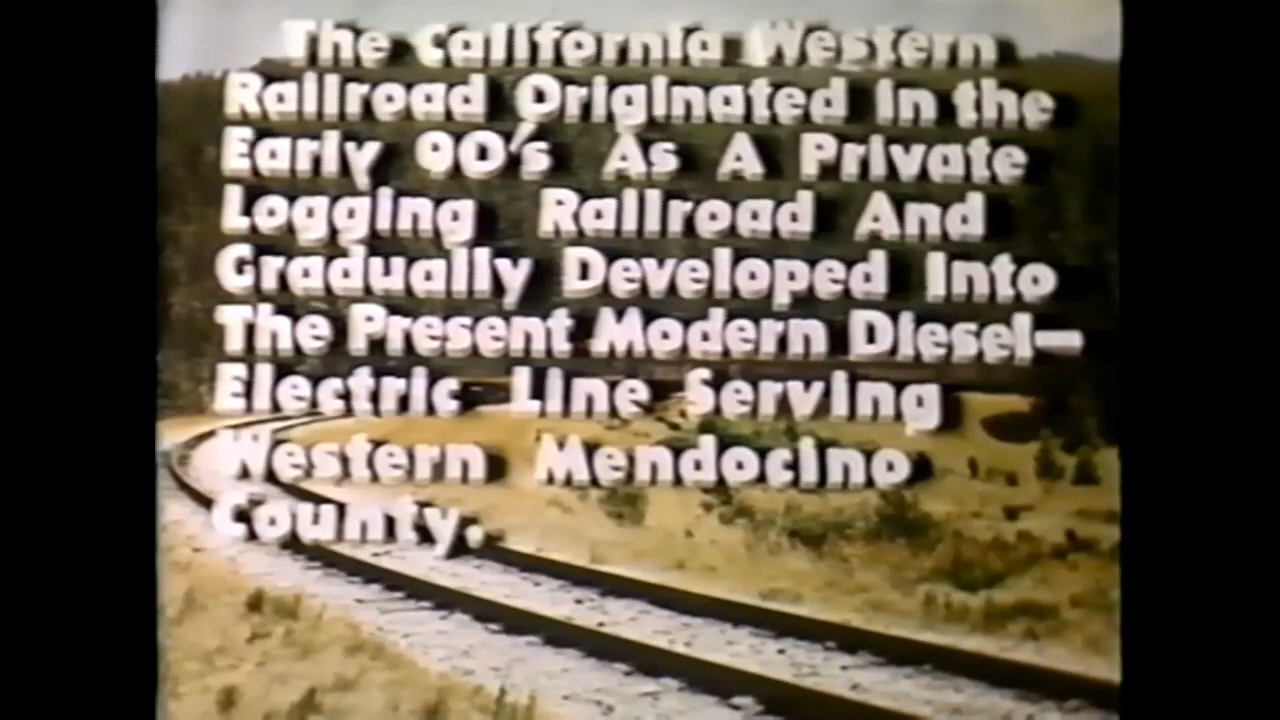 The California Western
Railroad Originated in the
Early 90's As A Private
Logging Railroad And
Gradually Developed Into
The Present Modern Diesel—
Electric Line Serving
Western Mendocino
County.